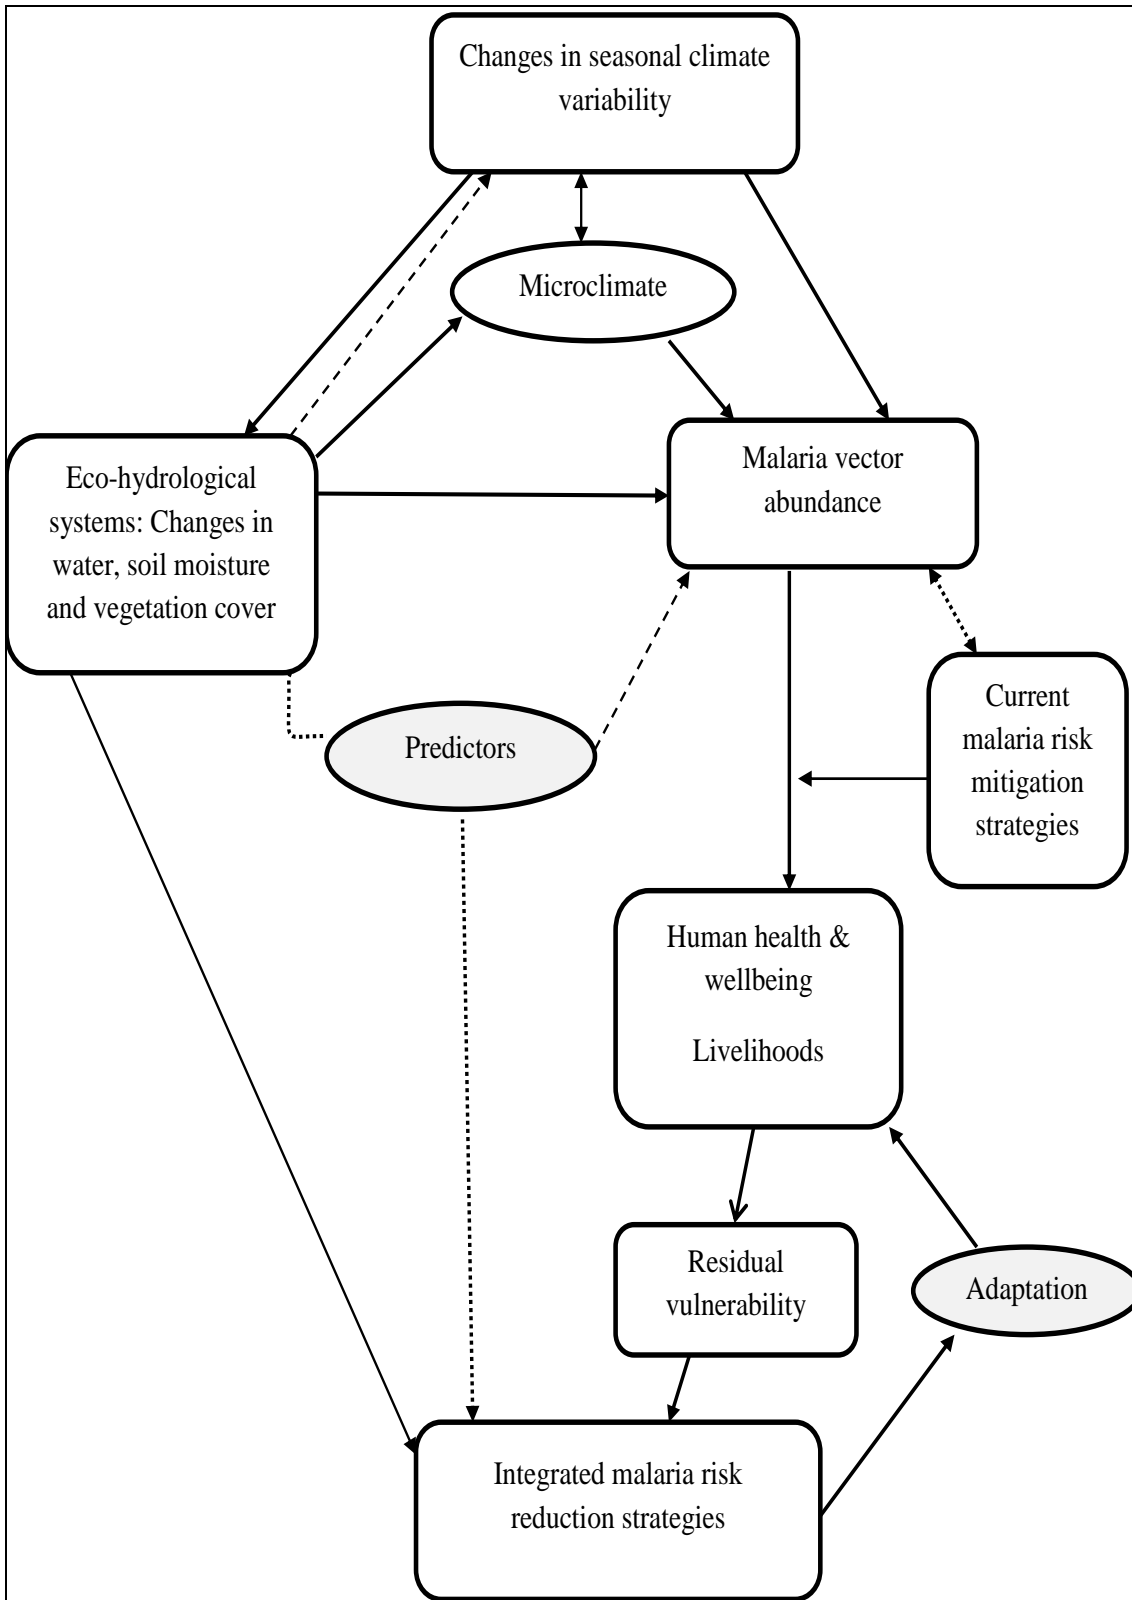 Changes in seasonal climate
variability
Microclimate
Eco-hydrological
systems: Changes in
water, soil moisture
and vegetation cover
Malaria vector
abundance
Predictors
Current
malaria risk
mitigation
strategies
Human health &
wellbeing
Livelihoods
Residual
vulnerability
Adaptation
Integrated malaria risk
reduction strategies